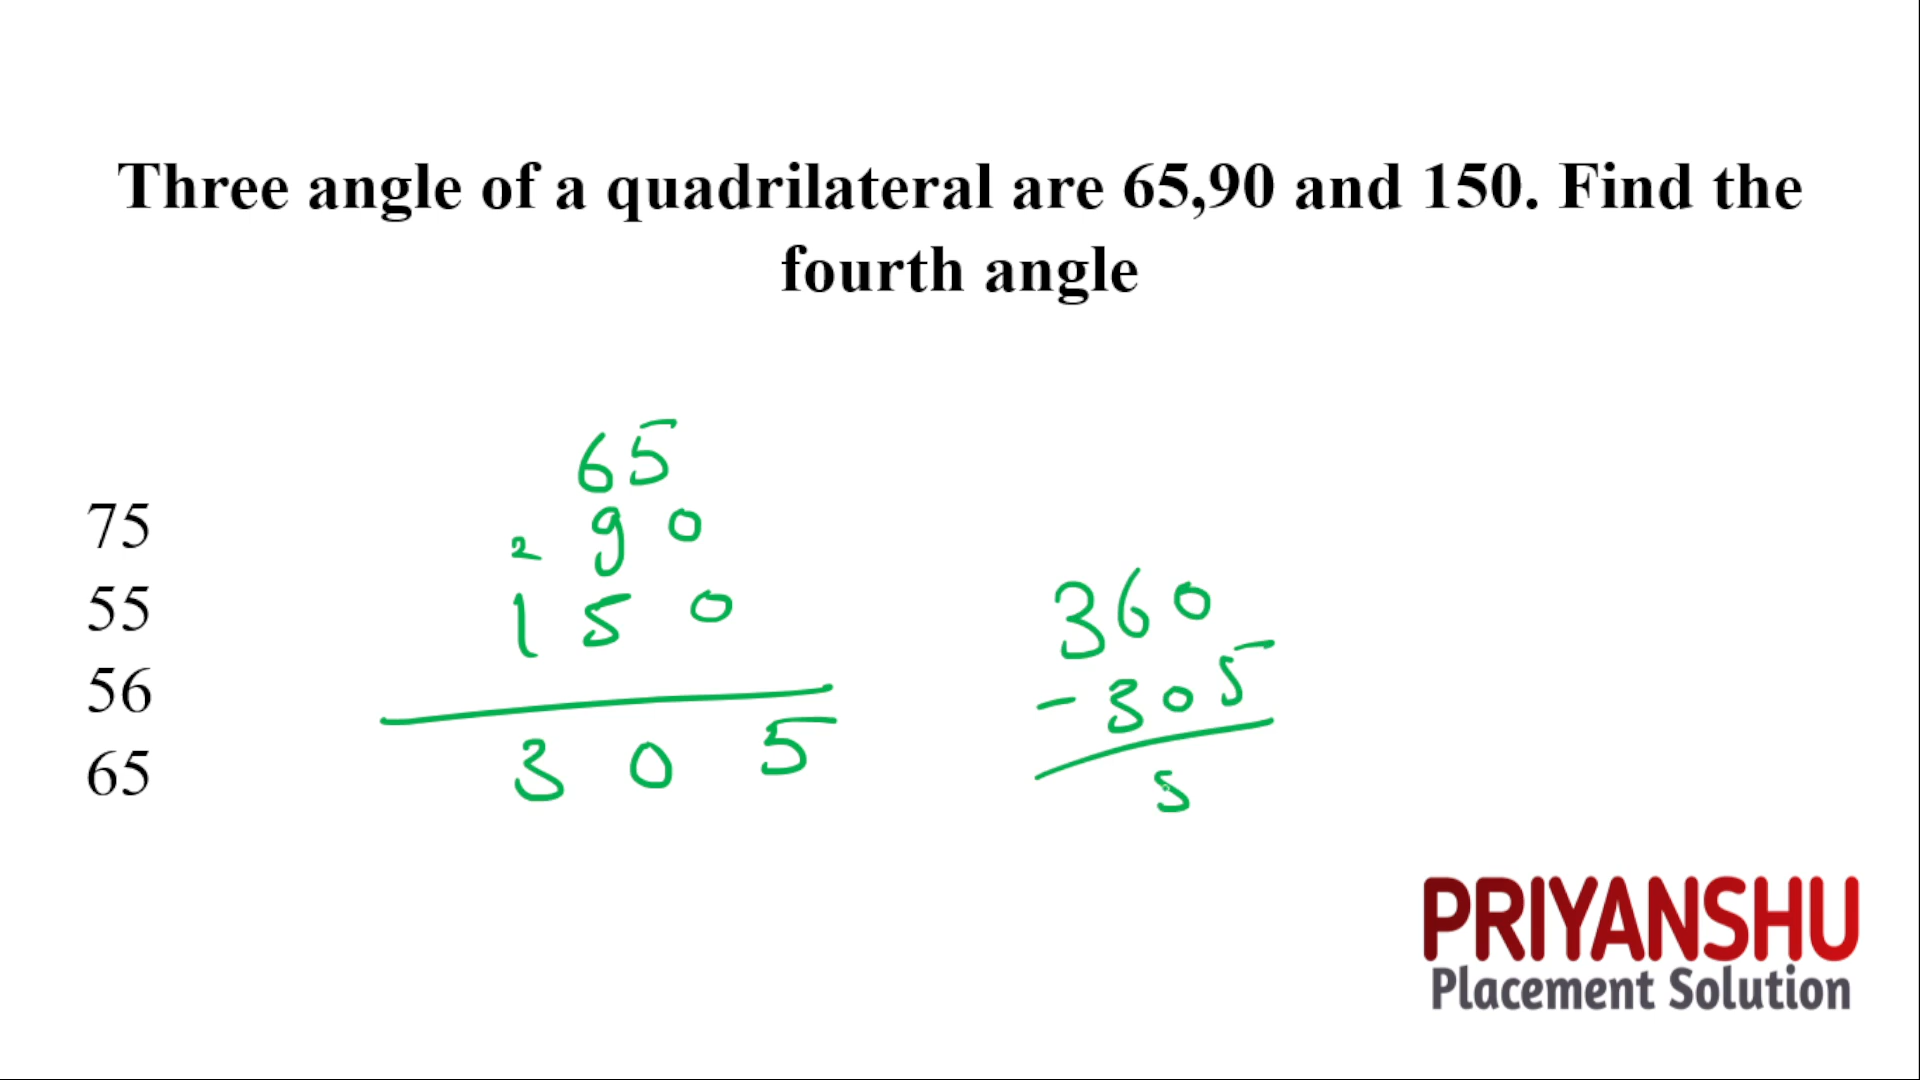 Three angle of a quadrilateral are 65,90 and 150. Find the
fourth angle
75
55
56
65
65
2 90
150
305
360
-305
5
PRIYANSHU
Placement Solution